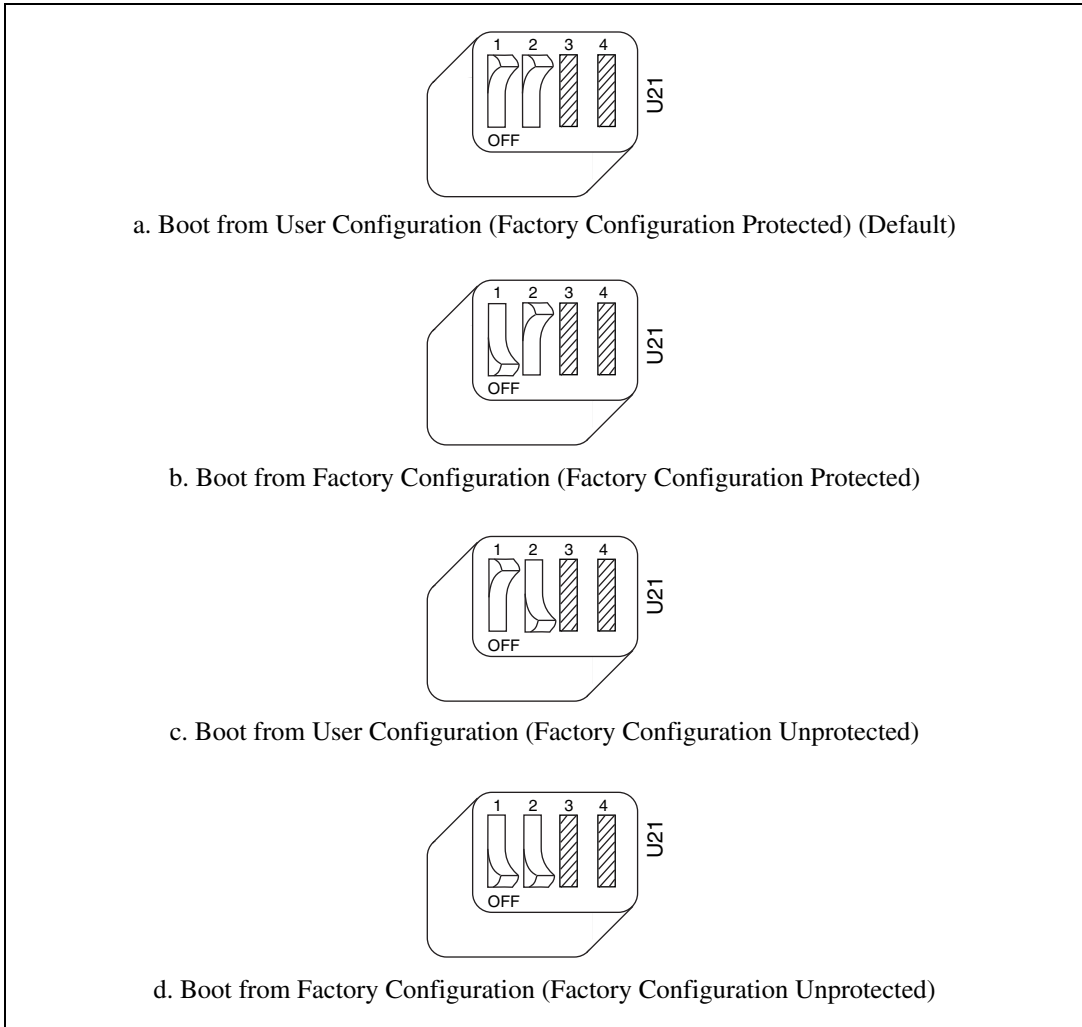 1 2 3 4
OFF
U21
a. Boot from User Configuration (Factory Configuration Protected) (Default)
1 2 3 4
OFF
U21
b. Boot from Factory Configuration (Factory Configuration Protected)
1 2 3 4
OFF
U21
c. Boot from User Configuration (Factory Configuration Unprotected)
1 2 3 4
OFF
U21
d. Boot from Factory Configuration (Factory Configuration Unprotected)